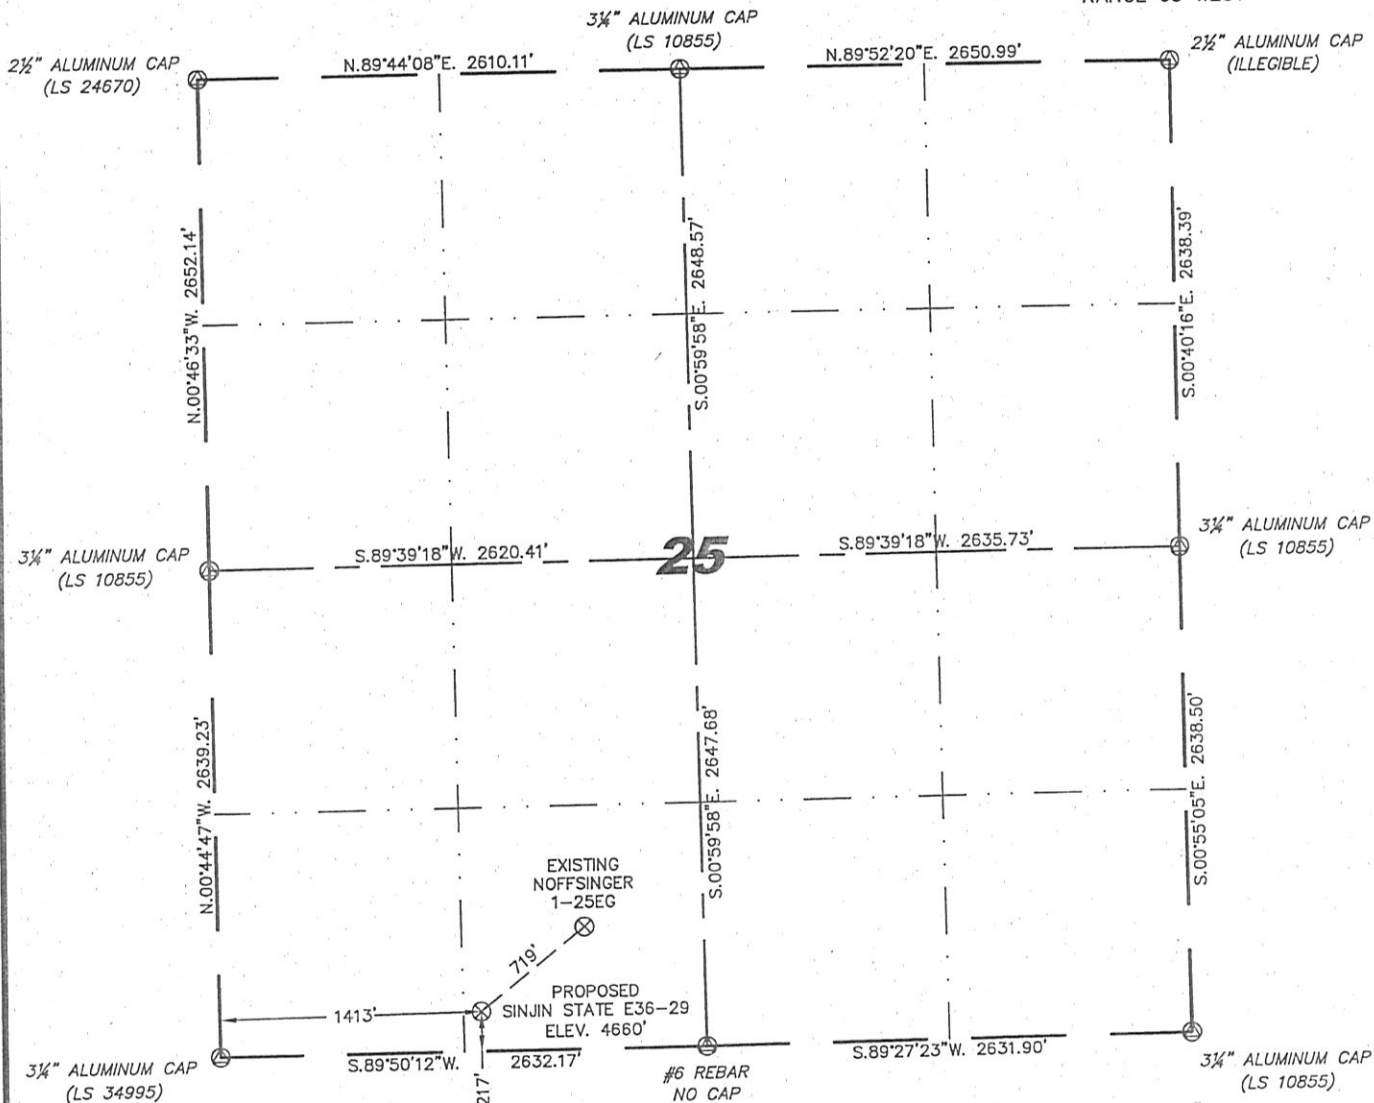 3¼" ALUMINUM CAP
(LS 10855)
2½" ALUMINUM CAP
(LS 24670)
N.89°44'08"E. 2610.11'
N.89°52'20"E. 2650.99'
2½" ALUMINUM CAP
(ILLEGIBLE)
N.00°46'33"W. 2652.14'
S.00°59'58"E. 2648.57'
S.00°40'16"E. 2638.39'
3¼" ALUMINUM CAP
(LS 10855)
S.89°39'18"W. 2620.41'
25
S.89°39'18"W. 2635.73'
3¼" ALUMINUM CAP
(LS 10855)
N.00°44'47"W. 2639.23'
S.00°59'58"E. 2647.68'
S.00°55'05"E. 2638.50'
EXISTING
NOFFSINGER
1-25EG
719'
PROPOSED
SINJIN STATE E36-29
ELEV. 4660'
1413'
217'
3¼" ALUMINUM CAP
(LS 34995)
S.89°50'12"W. 2632.17'
#6 REBAR
NO CAP
S.89°27'23"W. 2631.90'
3¼" ALUMINUM CAP
(LS 10855)